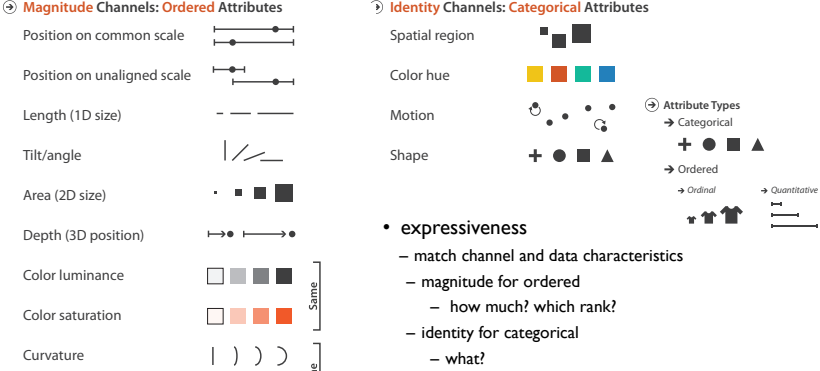 Magnitude Channels: Ordered Attributes
Position on common scale
Position on unaligned scale
Length (1D size)
Tilt/angle
Area (2D size)
Depth (3D position)
Color luminance
Color saturation
Same
Curvature
Identity Channels: Categorical Attributes
Spatial region
Color hue
Motion
Shape
Attribute Types
➔ Categorical
➔ Ordered
➔ Ordinal
➔ Quantitative
• expressiveness
– match channel and data characteristics
– magnitude for ordered
– how much? which rank?
– identity for categorical
– what?